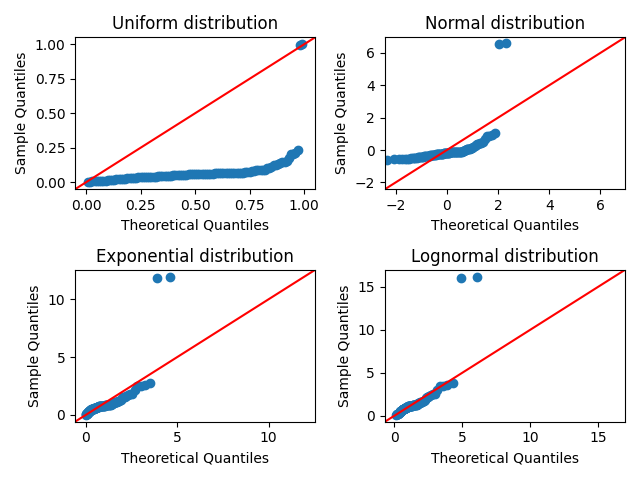 Uniform distribution
Sample Quantiles
1.00
0.75
0.50
0.25
0.00
0.00 0.25 0.50 0.75 1.00
Theoretical Quantiles
Normal distribution
Sample Quantiles
6
4
2
0
−2
−2 0 2 4 6
Theoretical Quantiles
Exponential distribution
Sample Quantiles
10
5
0
0 5 10
Theoretical Quantiles
Lognormal distribution
Sample Quantiles
15
10
5
0
0 5 10 15
Theoretical Quantiles